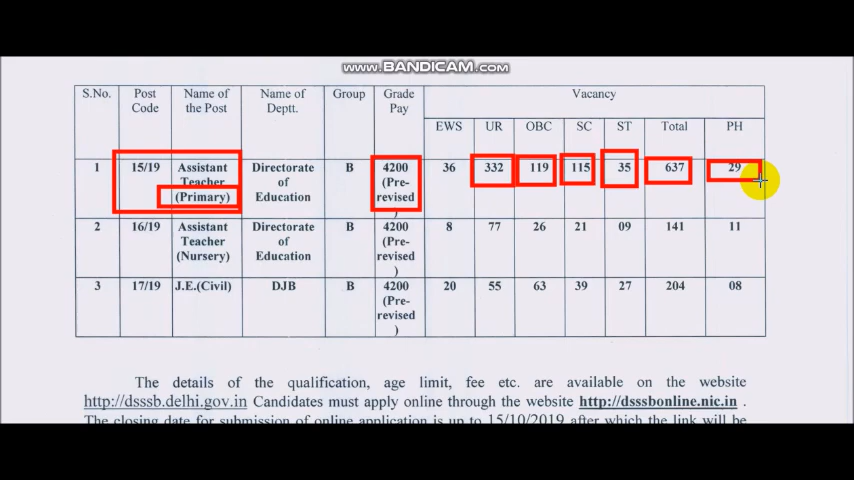 www.BANDICAM.com
S.No. Post Code Name of the Post Name of Deptt. Group Grade Pay Vacancy
EWS UR OBC SC ST Total PH
1 15/19 Assistant Teacher (Primary) Directorate of Education B 4200 (Pre-revised) 36 332 119 115 35 637 29
2 16/19 Assistant Teacher (Nursery) Directorate of Education B 4200 (Pre-revised) 8 77 26 21 09 141 11
3 17/19 J.E.(Civil) DJB B 4200 (Pre-revised) 20 55 63 39 27 204 08
The details of the qualification, age limit, fee etc. are available on the website
http://dsssb.delhi.gov.in Candidates must apply online through the website http://dsssbonline.nic.in .
The closing date for submission of online application is up to 15/10/2019 after which the link will be